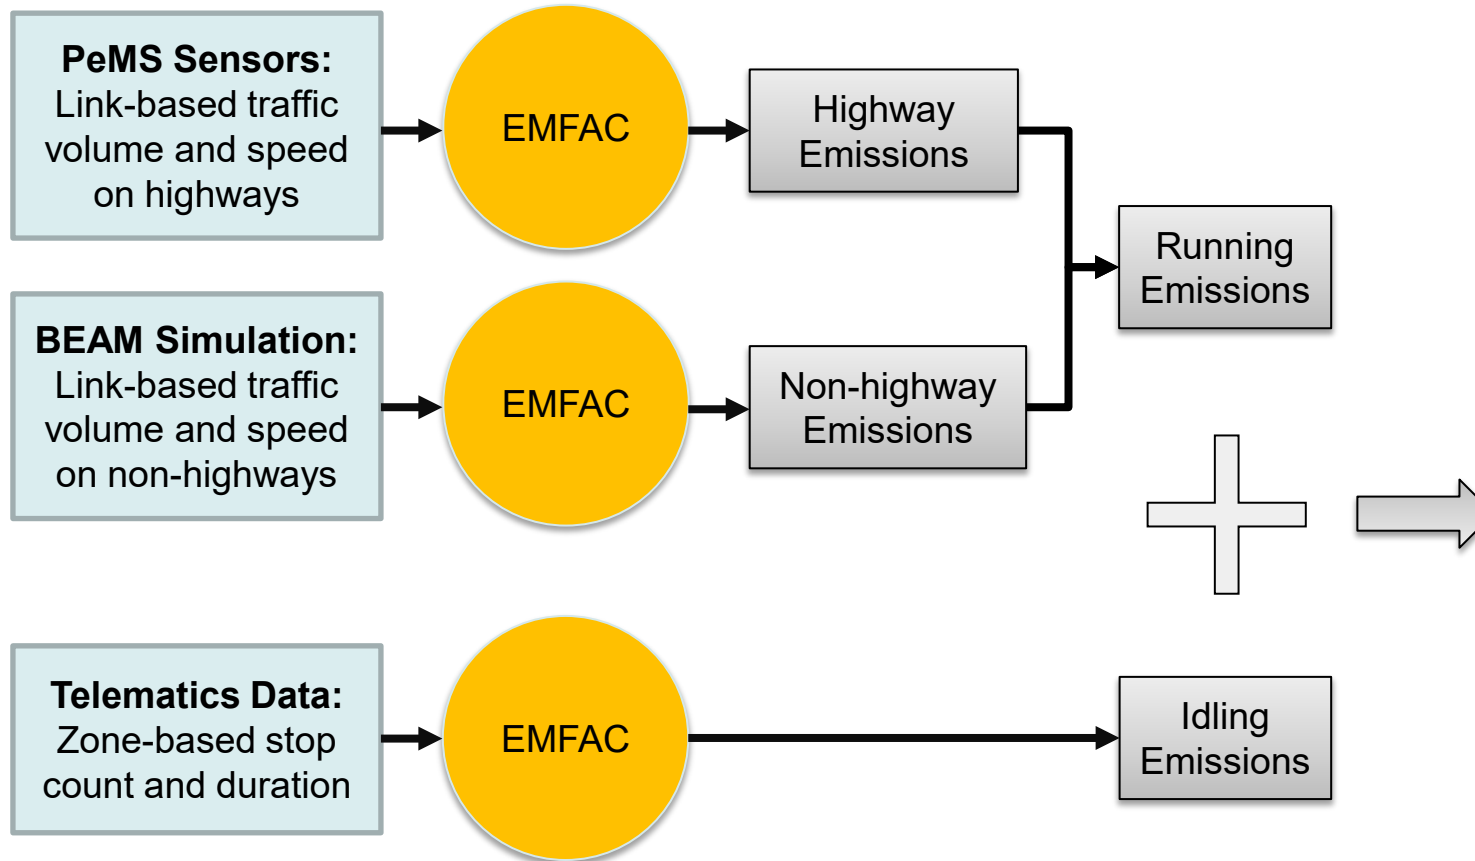 PeMS Sensors:
Link-based traffic
volume and speed
on highways
EMFAC
Highway
Emissions
Running
Emissions
BEAM Simulation:
Link-based traffic
volume and speed
on non-highways
EMFAC
Non-highway
Emissions
Telematics Data:
Zone-based stop
count and duration
EMFAC
Idling
Emissions